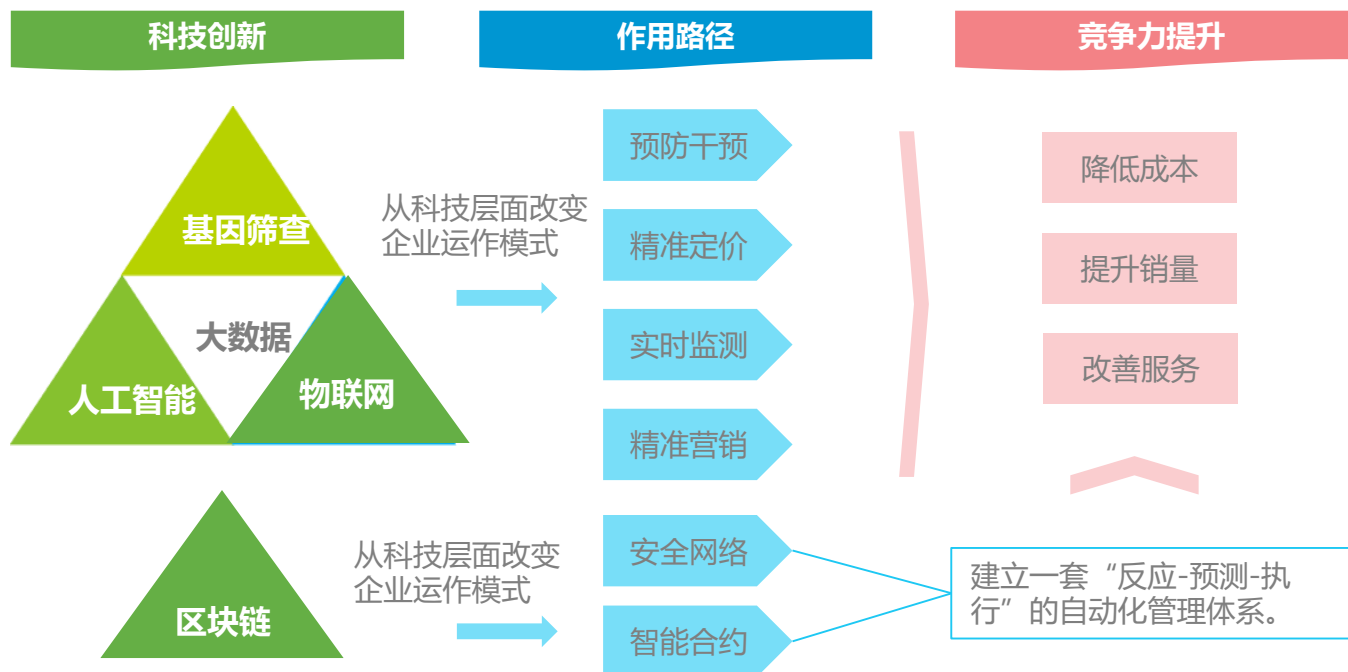 科技创新
作用路径
竞争力提升
基因筛查
大数据
人工智能
物联网
从科技层面改变
企业运作模式
预防干预
精准定价
实时监测
精准营销
降低成本
提升销量
改善服务
区块链
从科技层面改变
企业运作模式
安全网络
智能合约
建立一套“反应-预测-执
行”的自动化管理体系。